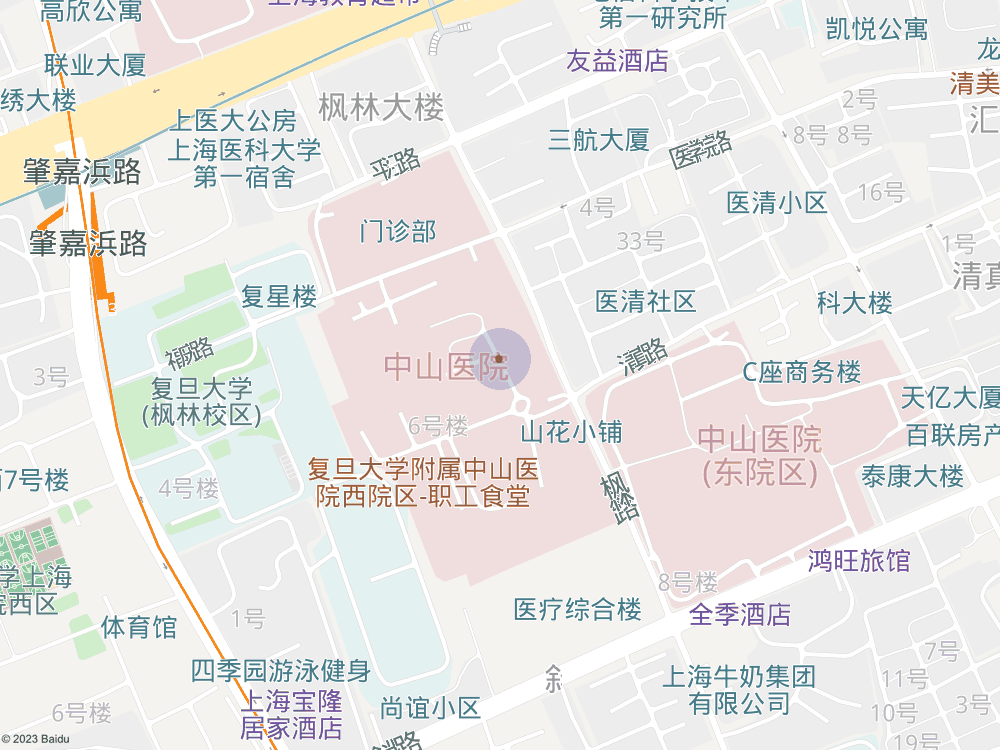 高欣公寓
第一研究所
凯悦公寓
联业大厦
友益酒店
清美
绣大楼
枫林大楼
2号
上医大公房
三航大厦
8号 8号
上海医科大学
第一宿舍
平江路
医学院路
肇嘉浜路
16号
医清小区
4号
门诊部
33号
1号
肇嘉浜路
清真
复星楼
医清社区
科大楼
3号
中山医院
清真路
C座商务楼
复旦大学
(枫林校区)
天亿大厦
6号楼
山花小铺
中山医院
(东院区)
百联房产
复旦大学附属中山医
院西院区-职工食堂
7号楼
4号楼
泰康大楼
枫林路
鸿旺旅馆
学上海
院西区
8号楼
医疗综合楼
全季酒店
1号
体育馆
7号
四季园游泳健身
上海牛奶集团
有限公司
11号
上海宝隆
居家酒店
尚谊小区
3号
6号楼
10号
19号
© 2023 Baidu